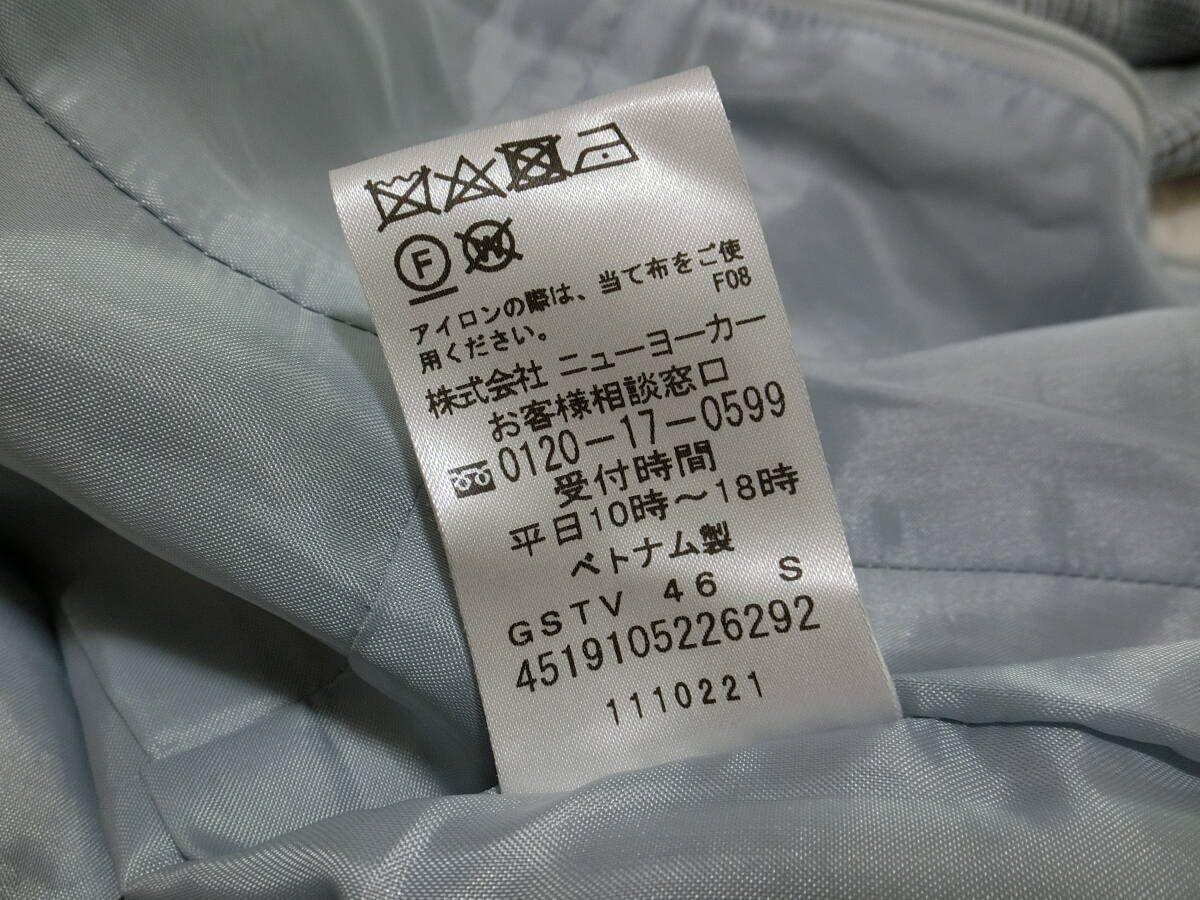 F W
アイロンの際は、当て布をご使
用ください。 F08
株式会社 ニューヨーカー
お客様相談窓口
0120-17-0599
受付時間
平日10時〜18時
ベトナム製
GSTV 46 S
4519105226292
1110221